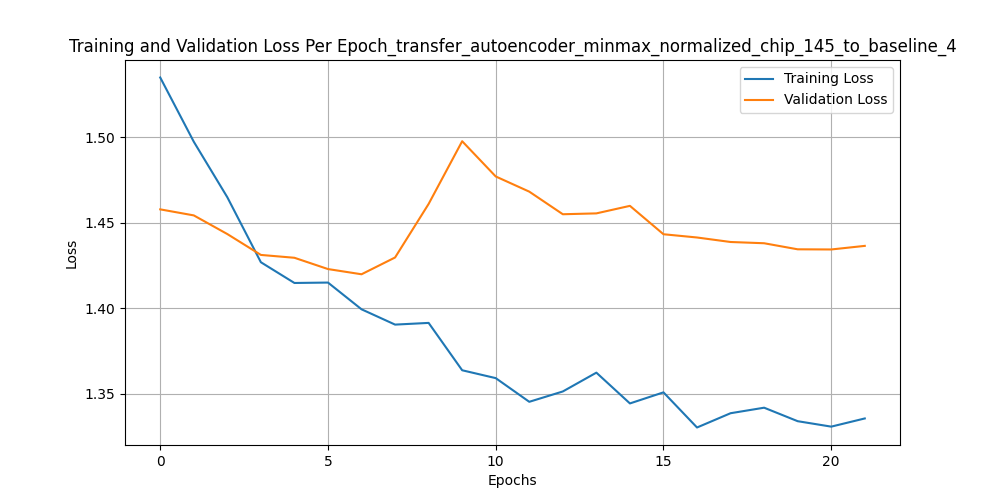 Training and Validation Loss Per Epoch_transfer_autoencoder_minmax_normalized_chip_145_to_baseline_4
Training Loss
Validation Loss
Loss
1.50
1.45
1.40
1.35
0 5 10 15 20
Epochs